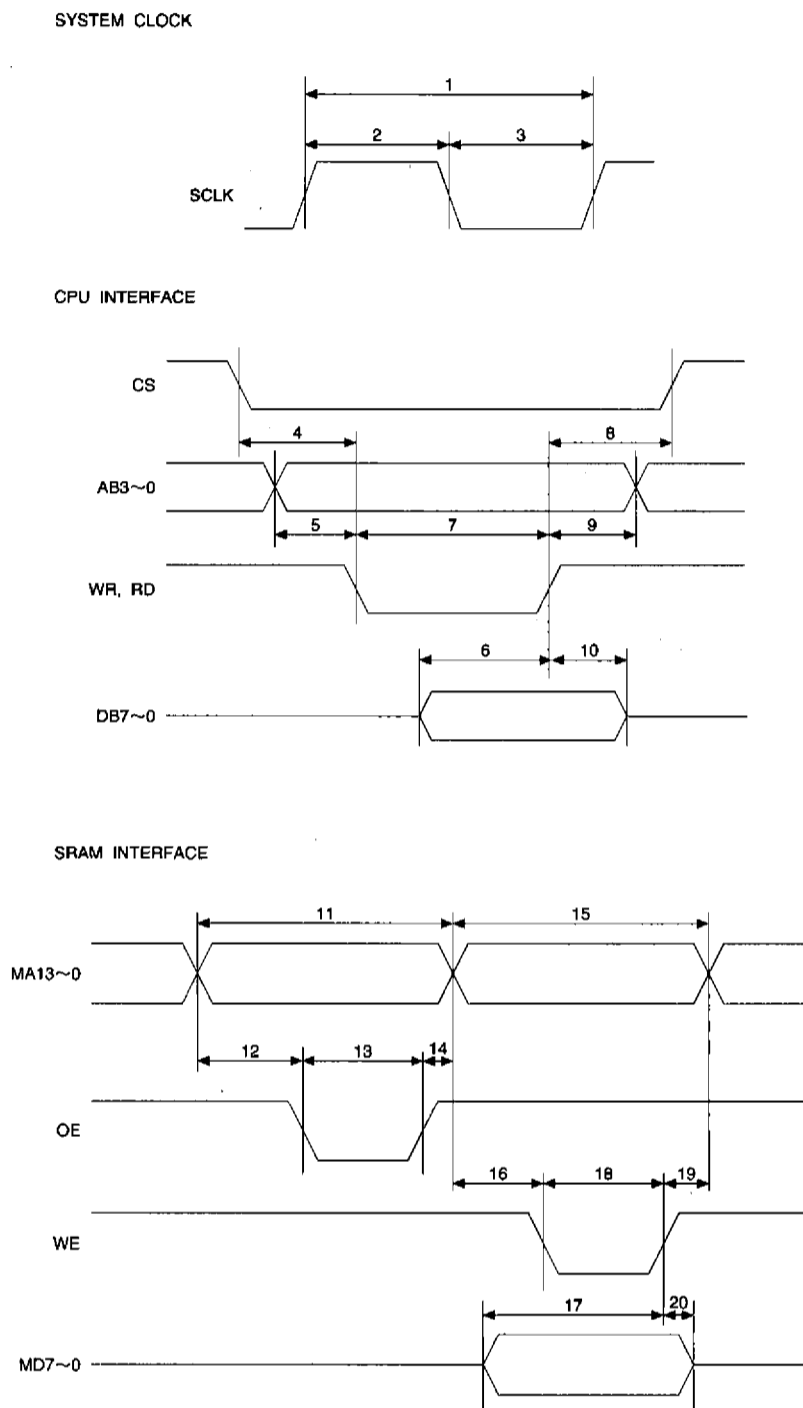 SYSTEM CLOCK
1
2 3
SCLK
CPU INTERFACE
CS
4 8
AB3~0
5 7 9
WR, RD
6 10
DB7~0
SRAM INTERFACE
11 15
MA13~0
12 13 14
OE
16 18 19
WE
17 20
MD7~0